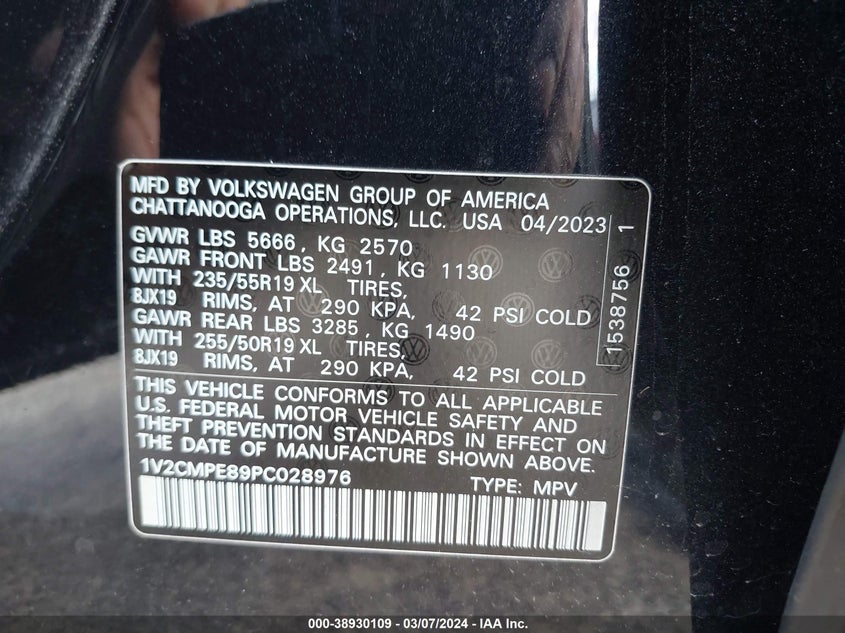 MFD BY VOLKSWAGEN GROUP OF AMERICA
CHATTANOOGA OPERATIONS, LLC. USA 04/2023
GVWR LBS 5666, KG 2570
GAWR FRONT LBS 2491, KG 1130
WITH 235/55R19 XL TIRES,
8JX19 RIMS, AT 290 KPA, 42 PSI COLD
GAWR REAR LBS 3285, KG 1490
WITH 255/50R19 XL TIRES,
8JX19 RIMS, AT 290 KPA, 42 PSI COLD
THIS VEHICLE CONFORMS TO ALL APPLICABLE
U.S. FEDERAL MOTOR VEHICLE SAFETY AND
THEFT PREVENTION STANDARDS IN EFFECT ON
THE DATE OF MANUFACTURE SHOWN ABOVE.
1V2CMPE89PC028976 TYPE: MPV
1538756 1
000-38930109 — 03/07/2024 — IAA Inc.